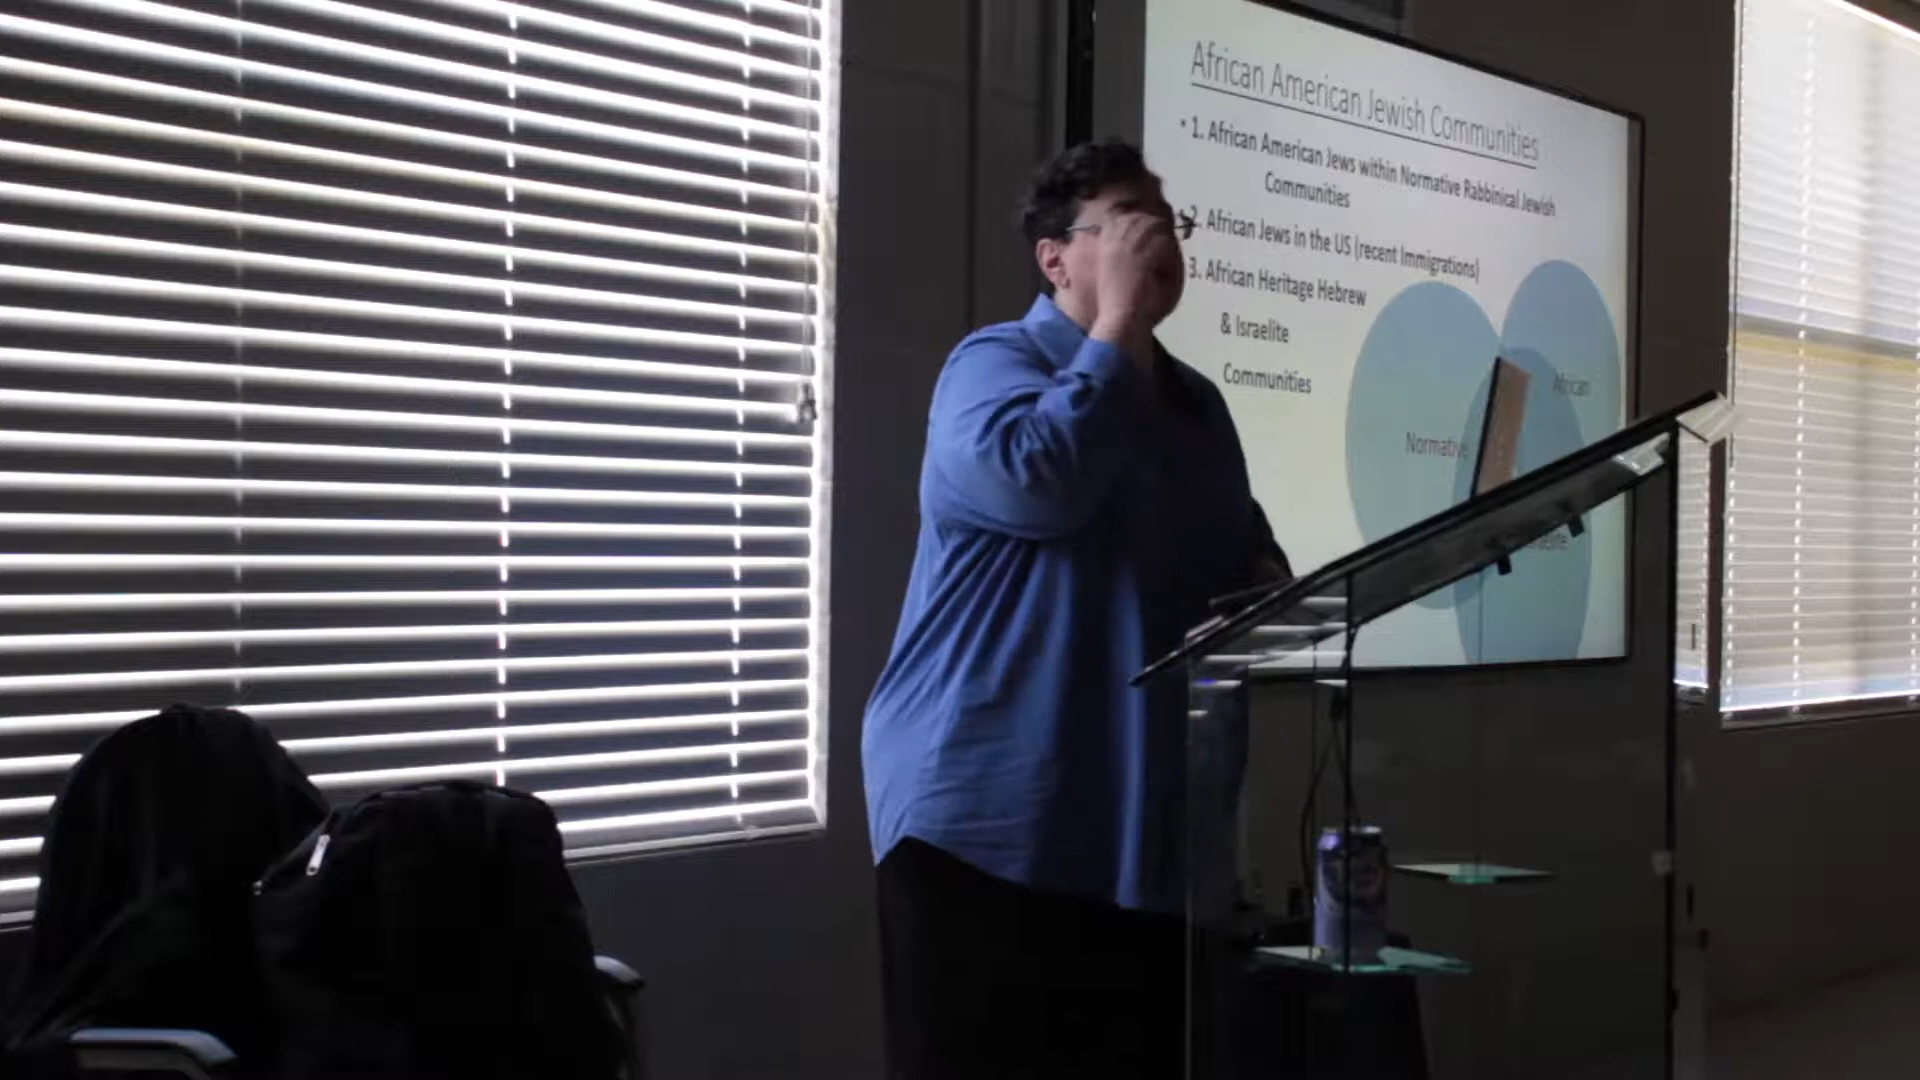 African American Jewish Communities
• 1. African American Jews within Normative Rabbinical Jewish
Communities
2. African Jews in the US (recent Immigrations)
3. African Heritage Hebrew
& Israelite
Communities
African
Normative